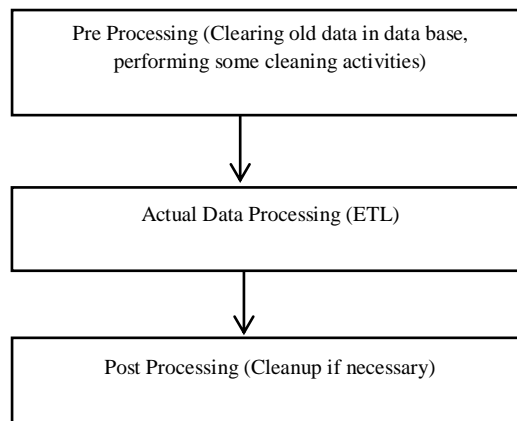 Pre Processing (Clearing old data in data base,
performing some cleaning activities)
Actual Data Processing (ETL)
Post Processing (Cleanup if necessary)